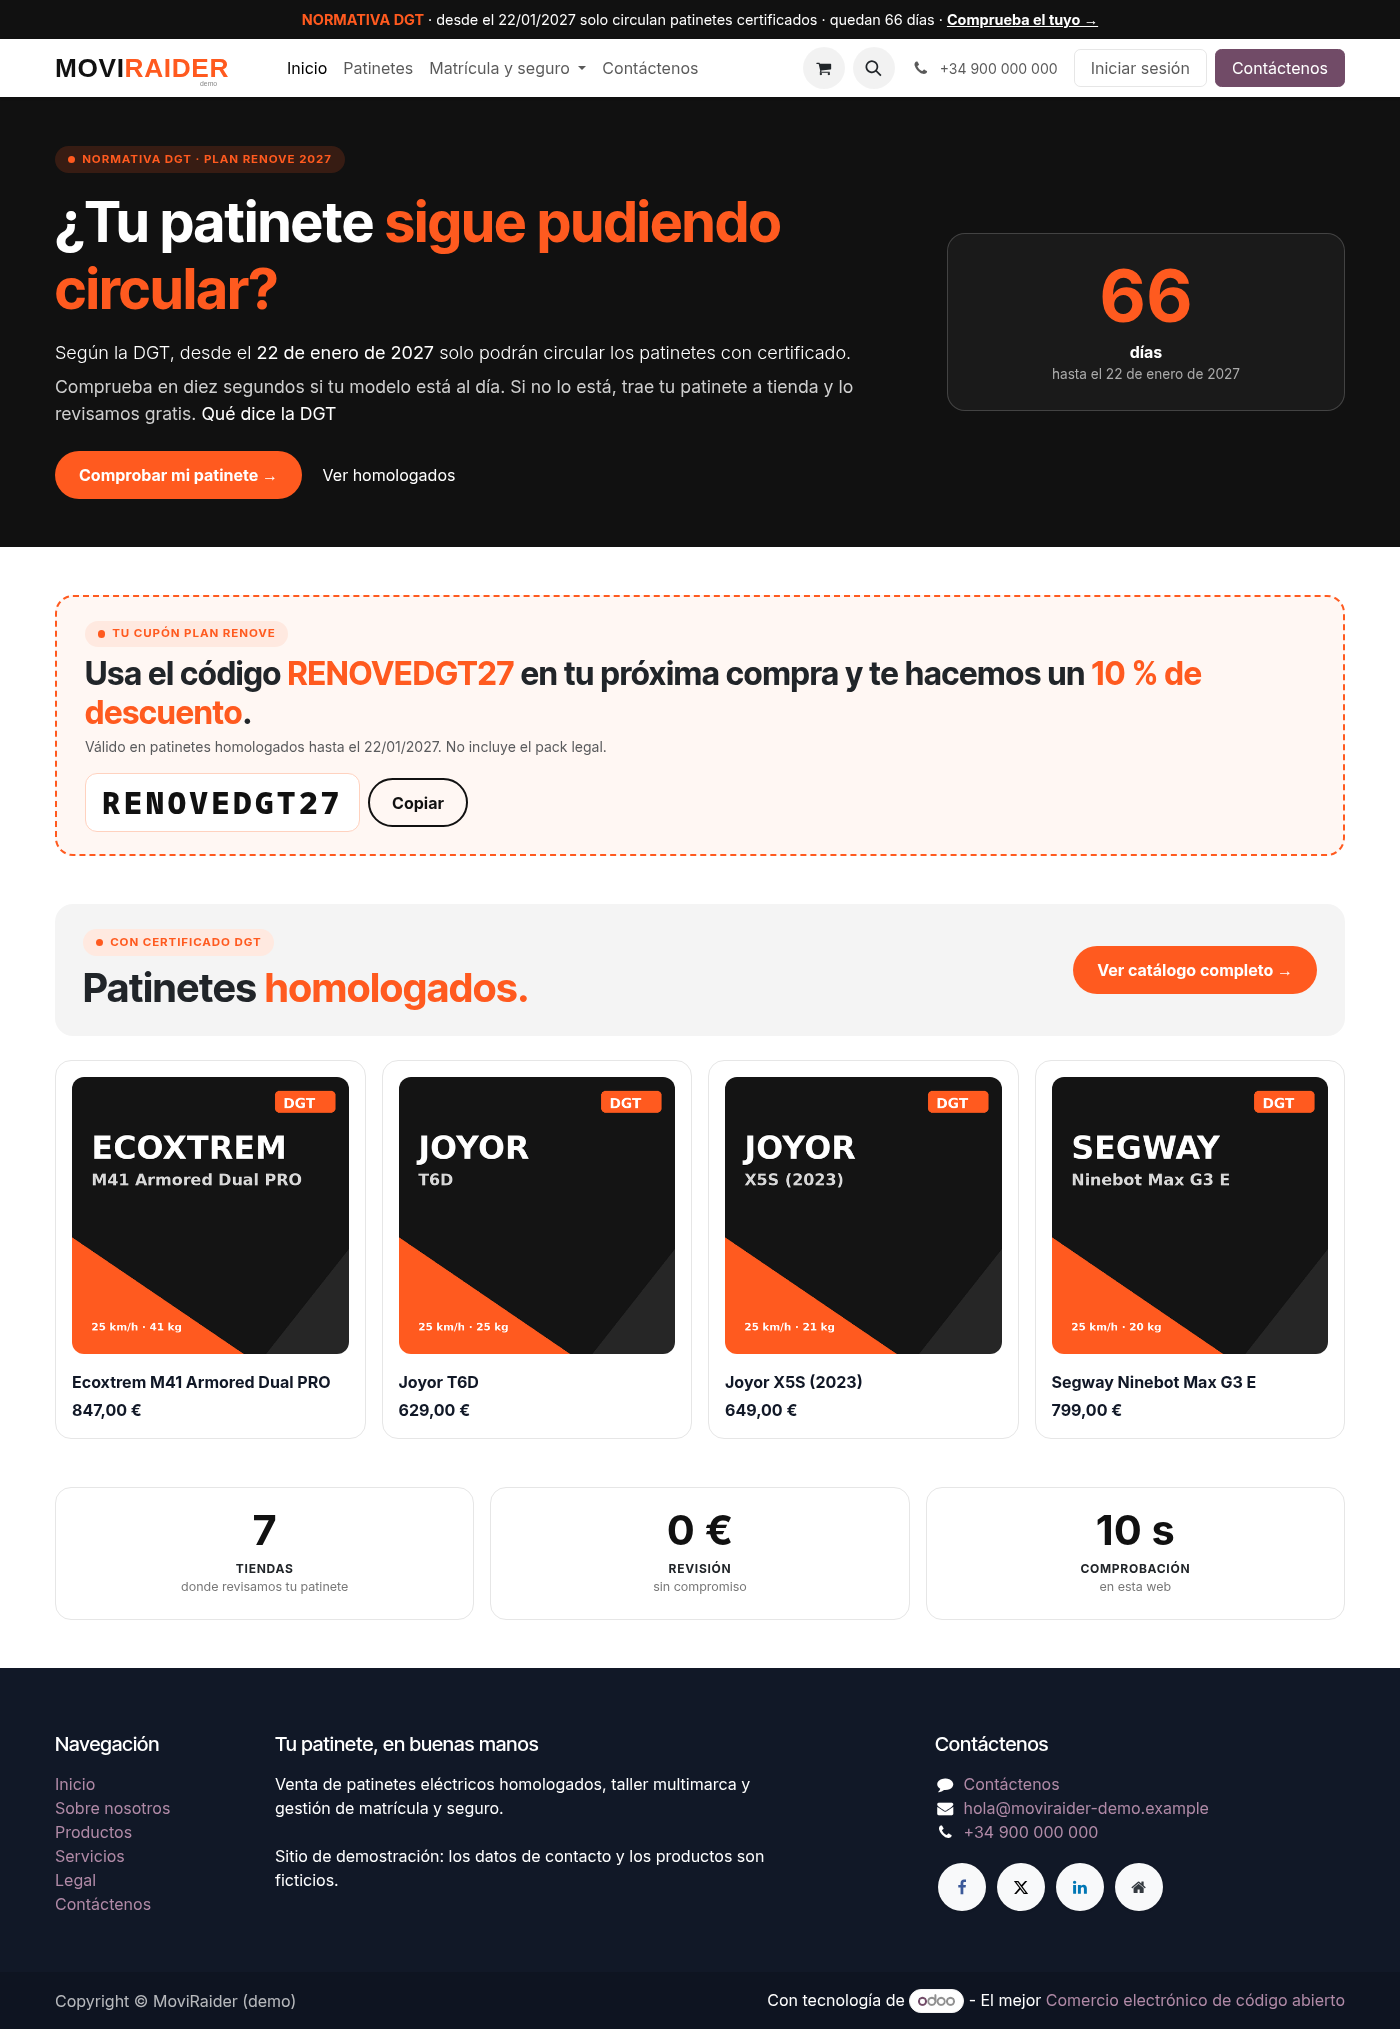 NORMATIVA DGT · desde el 22/01/2027 solo circulan patinetes certificados · quedan 66 días · Comprueba el tuyo →
MOVIRAIDER
demo
Inicio Patinetes Matrícula y seguro Contáctenos
+34 900 000 000
Iniciar sesión
Contáctenos
NORMATIVA DGT · PLAN RENOVE 2027
¿Tu patinete sigue pudiendo
circular?
Según la DGT, desde el 22 de enero de 2027 solo podrán circular los patinetes con certificado.
Comprueba en diez segundos si tu modelo está al día. Si no lo está, trae tu patinete a tienda y lo
revisamos gratis. Qué dice la DGT
Comprobar mi patinete →
Ver homologados
66
días
hasta el 22 de enero de 2027
TU CUPÓN PLAN RENOVE
Usa el código RENOVEDGT27 en tu próxima compra y te hacemos un 10 % de
descuento.
Válido en patinetes homologados hasta el 22/01/2027. No incluye el pack legal.
RENOVEDGT27
Copiar
CON CERTIFICADO DGT
Patinetes homologados.
Ver catálogo completo →
DGT
ECOXTREM
M41 Armored Dual PRO
25 km/h · 41 kg
Ecoxtrem M41 Armored Dual PRO
847,00 €
DGT
JOYOR
T6D
25 km/h · 25 kg
Joyor T6D
629,00 €
DGT
JOYOR
X5S (2023)
25 km/h · 21 kg
Joyor X5S (2023)
649,00 €
DGT
SEGWAY
Ninebot Max G3 E
25 km/h · 20 kg
Segway Ninebot Max G3 E
799,00 €
7
TIENDAS
donde revisamos tu patinete
0 €
REVISIÓN
sin compromiso
10 s
COMPROBACIÓN
en esta web
Navegación
Inicio
Sobre nosotros
Productos
Servicios
Legal
Contáctenos
Tu patinete, en buenas manos
Venta de patinetes eléctricos homologados, taller multimarca y
gestión de matrícula y seguro.
Sitio de demostración: los datos de contacto y los productos son
ficticios.
Contáctenos
Contáctenos
hola@moviraider-demo.example
+34 900 000 000
Copyright © MoviRaider (demo)
Con tecnología de odoo - El mejor Comercio electrónico de código abierto